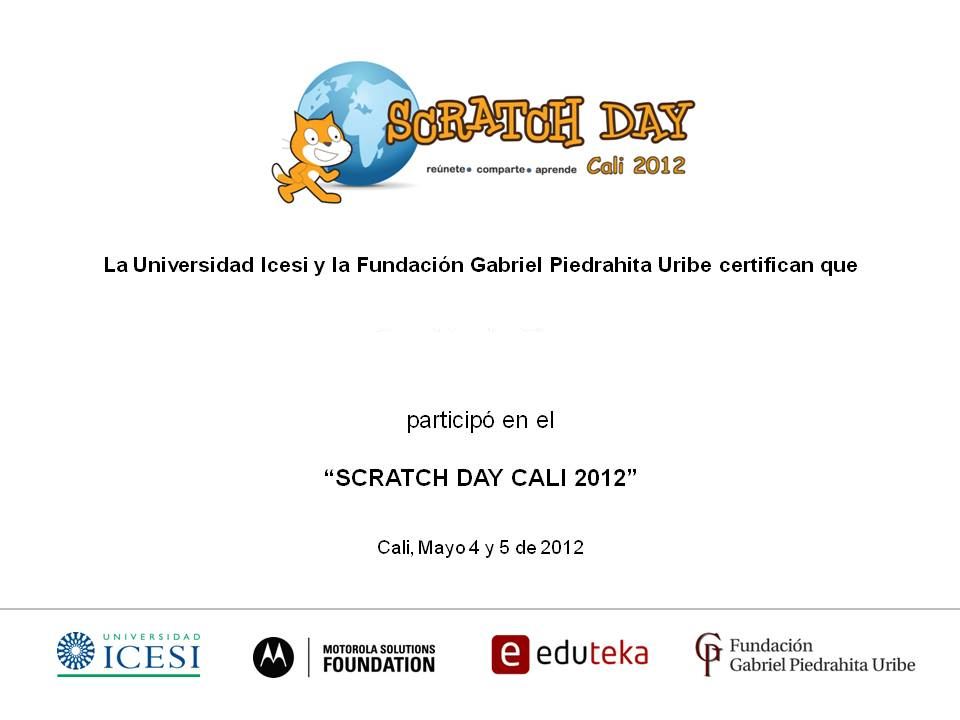 SCRATCH DAY
reúnete • comparte • aprende Cali 2012
La Universidad Icesi y la Fundación Gabriel Piedrahita Uribe certifican que
participó en el
“SCRATCH DAY CALI 2012”
Cali, Mayo 4 y 5 de 2012
UNIVERSIDAD
ICESI
MOTOROLA SOLUTIONS
FOUNDATION
e eduteka
GP Fundación
Gabriel Piedrahita Uribe